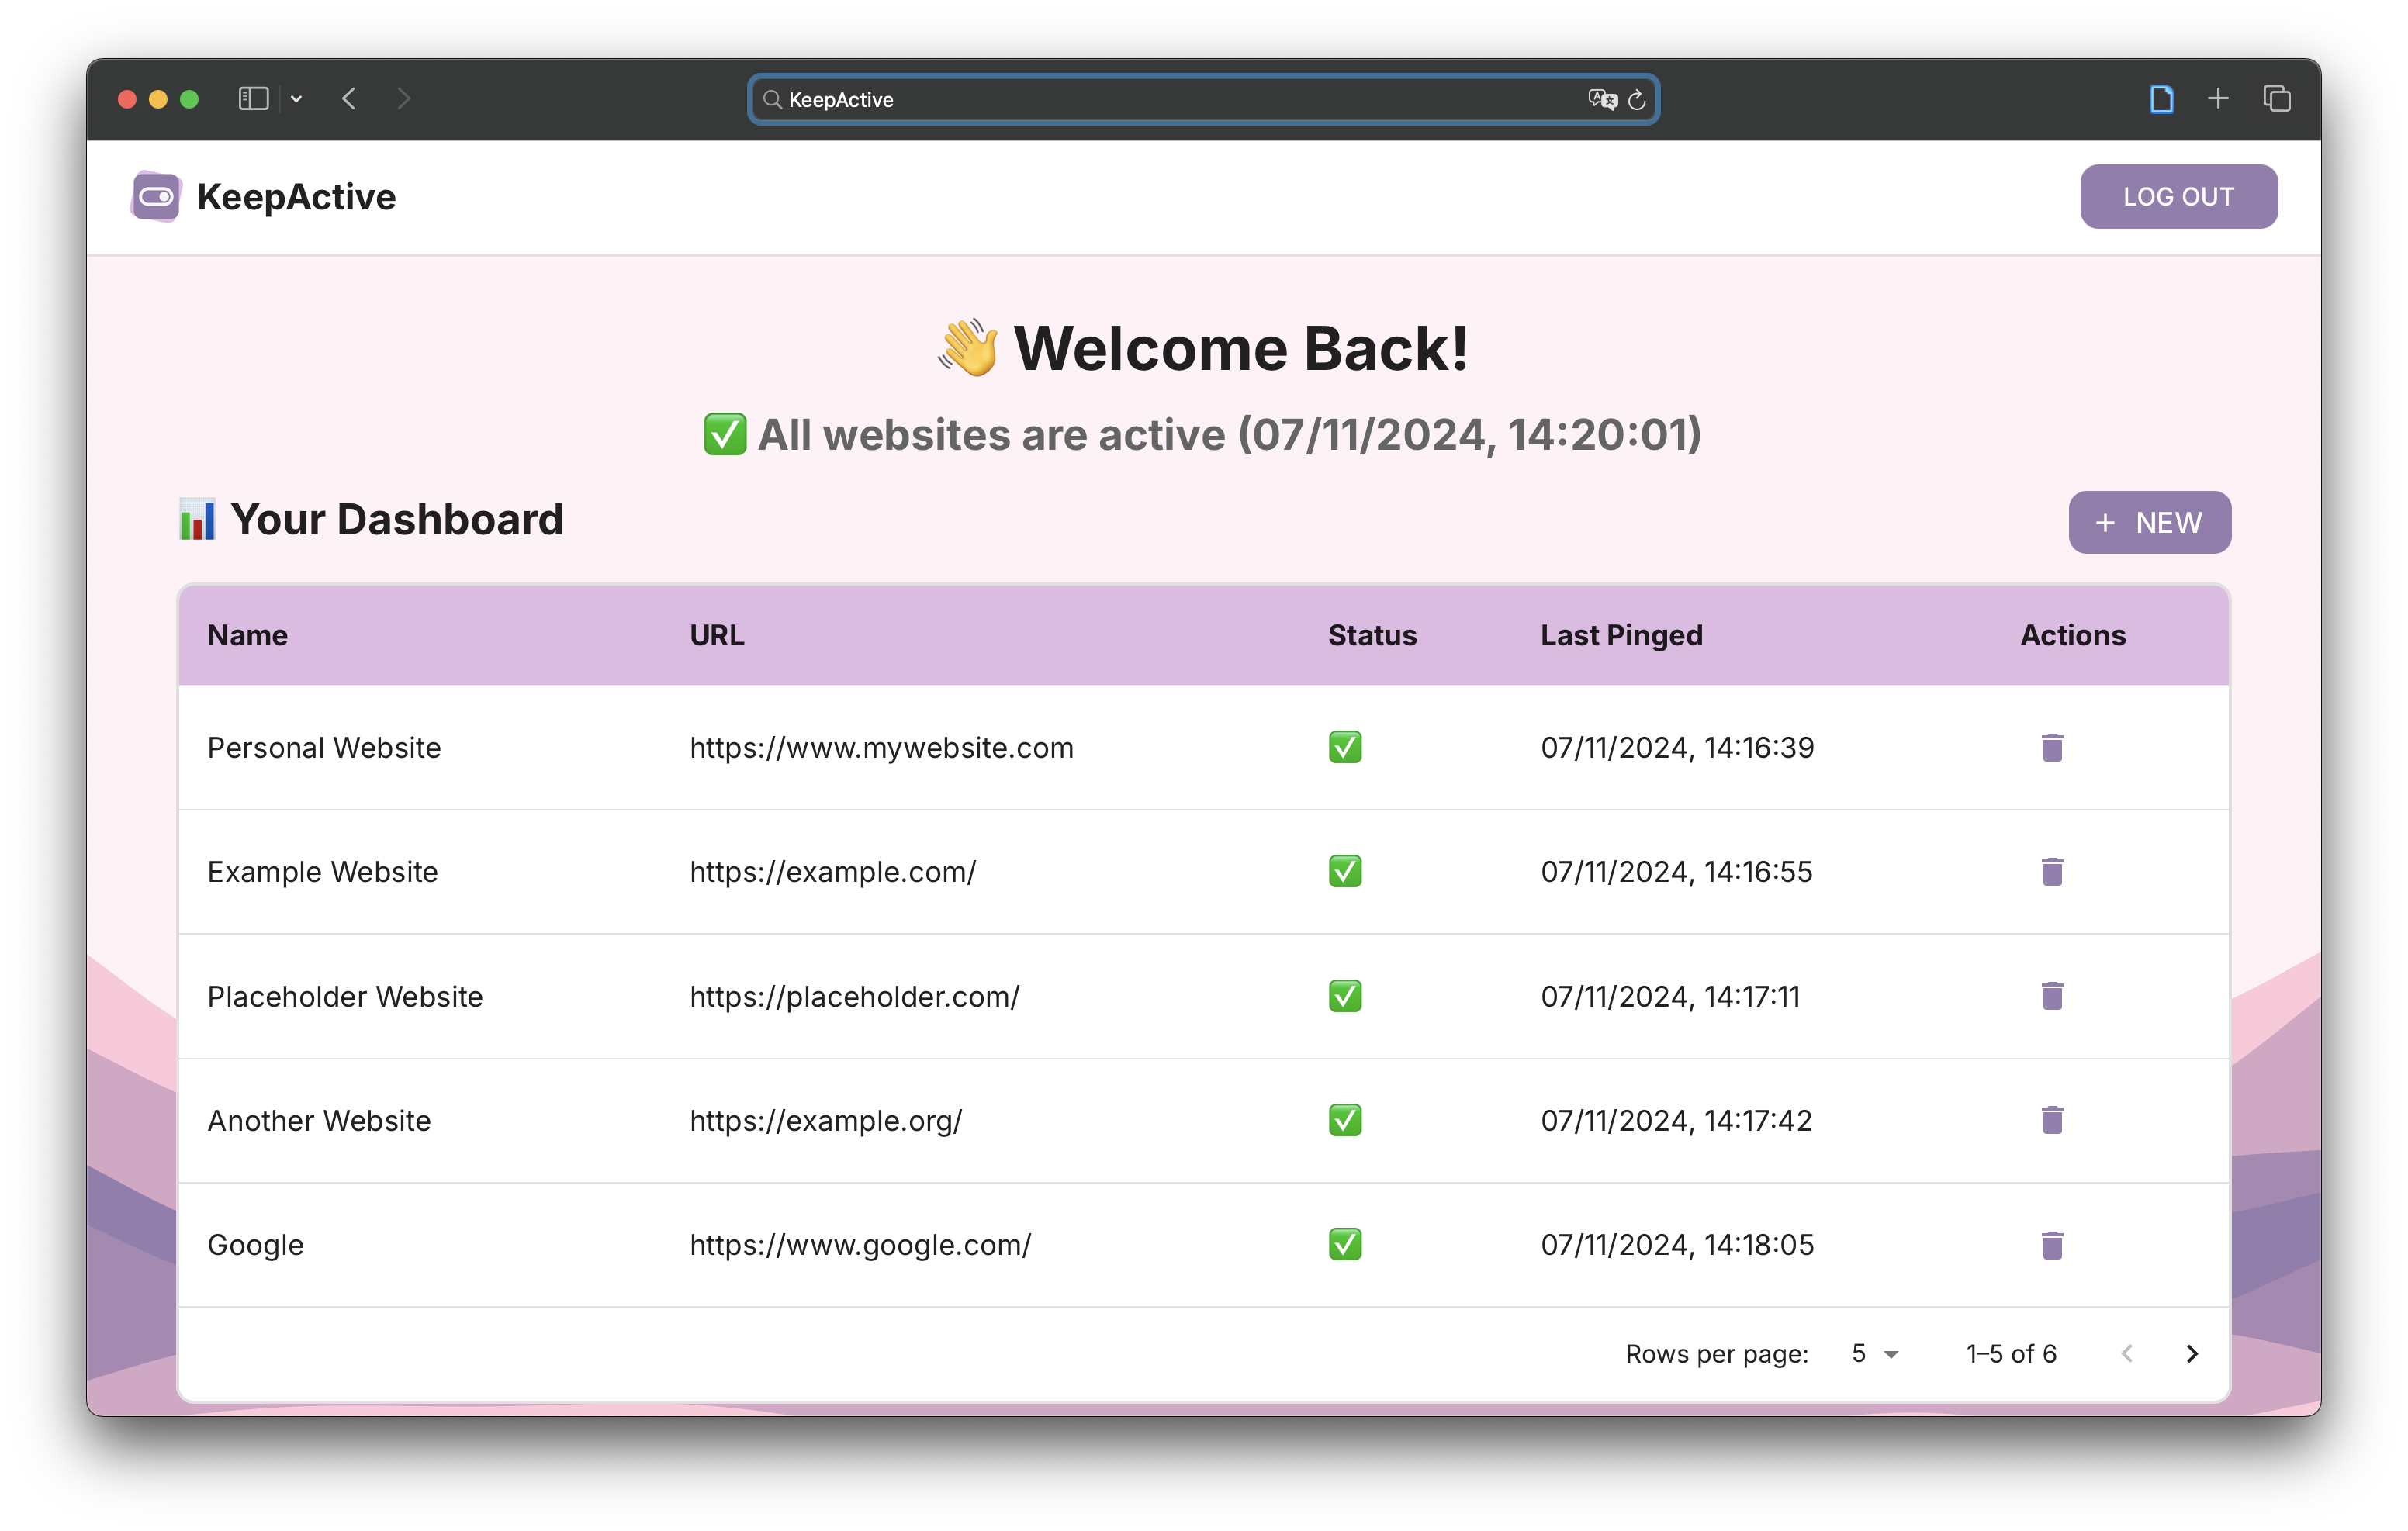 KeepActive
KeepActive
LOG OUT
👋 Welcome Back!
✅ All websites are active (07/11/2024, 14:20:01)
📊 Your Dashboard
+ NEW
Name URL Status Last Pinged Actions
Personal Website https://www.mywebsite.com ✅ 07/11/2024, 14:16:39
Example Website https://example.com/ ✅ 07/11/2024, 14:16:55
Placeholder Website https://placeholder.com/ ✅ 07/11/2024, 14:17:11
Another Website https://example.org/ ✅ 07/11/2024, 14:17:42
Google https://www.google.com/ ✅ 07/11/2024, 14:18:05
Rows per page: 5 1–5 of 6